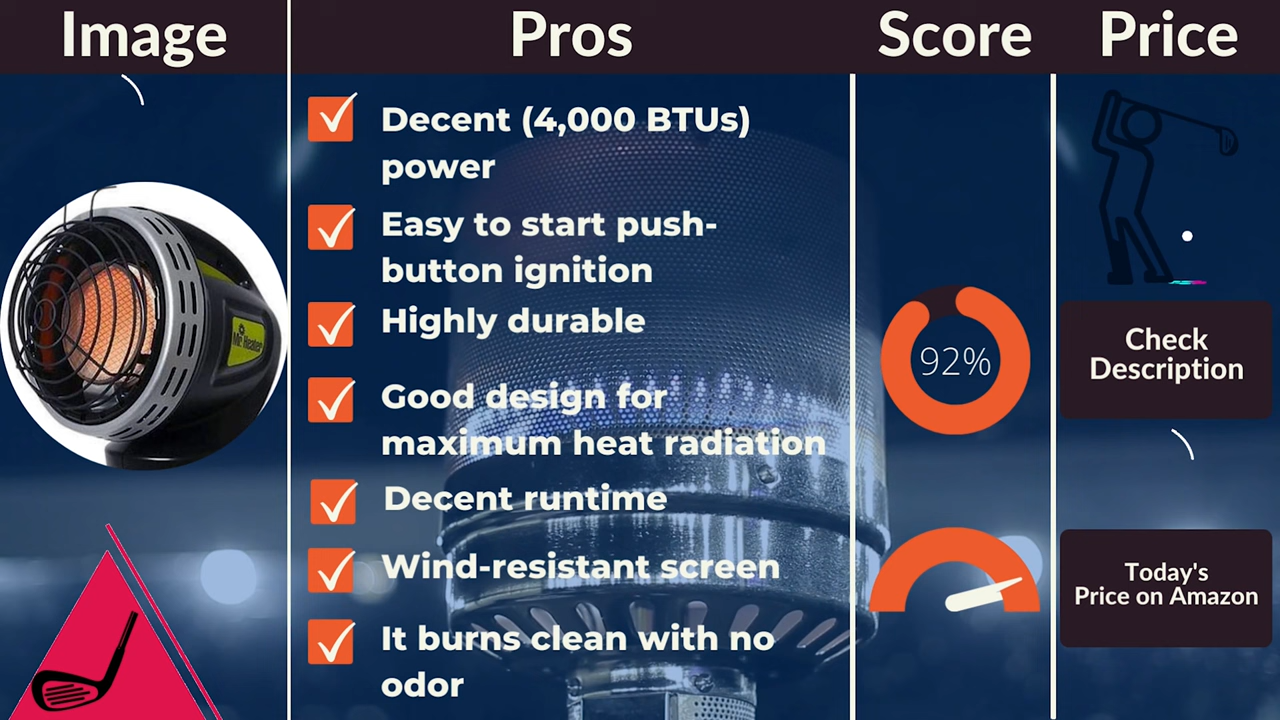 Image
Pros
Score
Price
Decent (4,000 BTUs)
power
Easy to start push-
button ignition
Highly durable
Good design for
maximum heat radiation
Decent runtime
Wind-resistant screen
It burns clean with no
odor
Mr Heater
92%
Check
Description
Today's
Price on Amazon